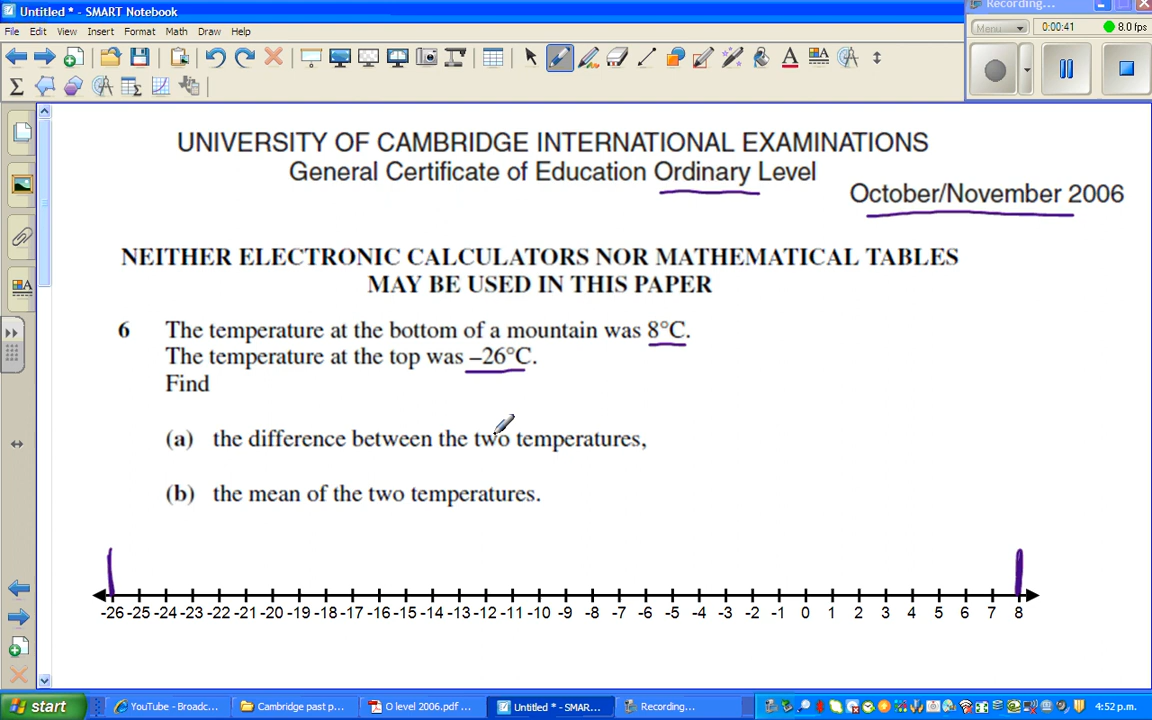 Untitled * - SMART Notebook
Recording...
File Edit View Insert Format Math Draw Help
Menu 0:00:41 8.0 fps
UNIVERSITY OF CAMBRIDGE INTERNATIONAL EXAMINATIONS
General Certificate of Education Ordinary Level
October/November 2006
NEITHER ELECTRONIC CALCULATORS NOR MATHEMATICAL TABLES
MAY BE USED IN THIS PAPER
6 The temperature at the bottom of a mountain was 8°C.
The temperature at the top was –26°C.
Find
(a) the difference between the two temperatures,
(b) the mean of the two temperatures.
-26 -25 -24 -23 -22 -21 -20 -19 -18 -17 -16 -15 -14 -13 -12 -11 -10 -9 -8 -7 -6 -5 -4 -3 -2 -1 0 1 2 3 4 5 6 7 8
start YouTube - Broadc... Cambridge past p... O level 2006.pdf ... Untitled * - SMAR... Recording... 4:52 p.m.